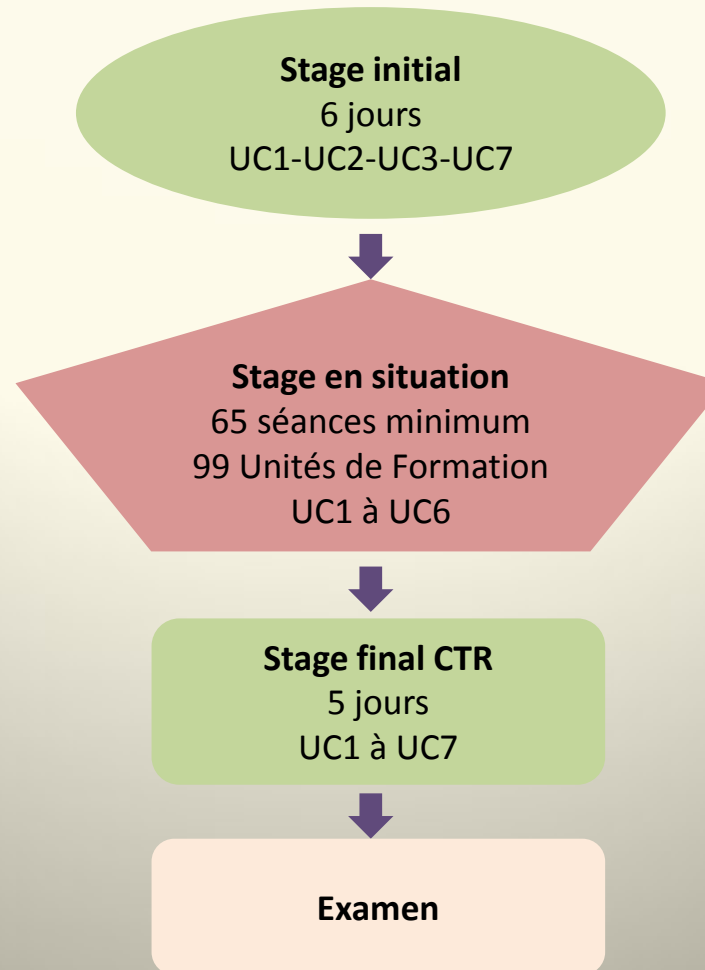 Stage initial
6 jours
UC1-UC2-UC3-UC7
Stage en situation
65 séances minimum
99 Unités de Formation
UC1 à UC6
Stage final CTR
5 jours
UC1 à UC7
Examen